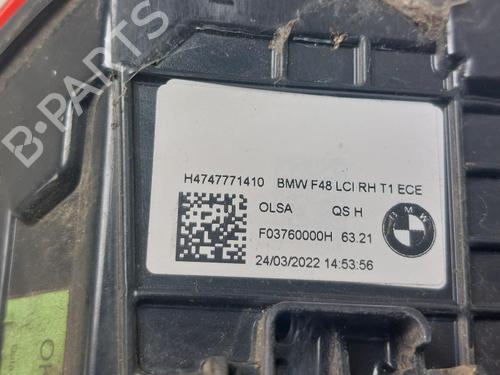 B-PARTS
H4747771410 BMW F48 LCI RH T1 ECE
OLSA QS H
F03760000H 63.21
BMW
24/03/2022 14:53:56